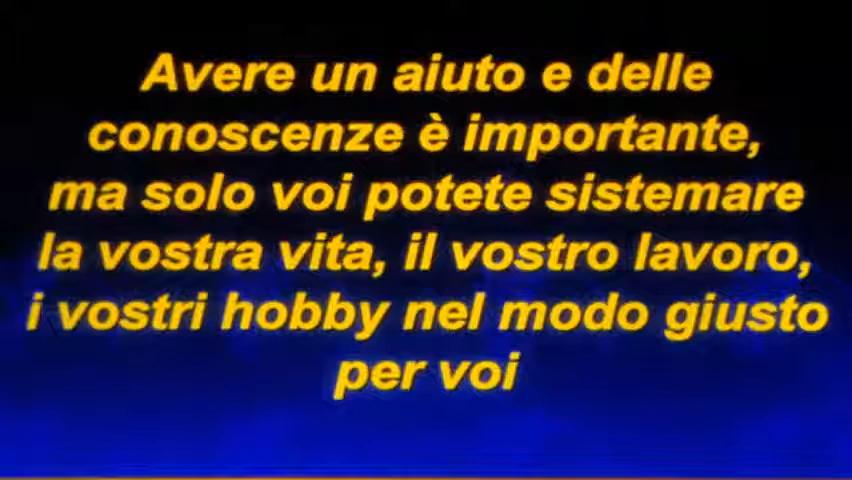 Avere un aiuto e delle
conoscenze è importante,
ma solo voi potete sistemare
la vostra vita, il vostro lavoro,
i vostri hobby nel modo giusto
per voi